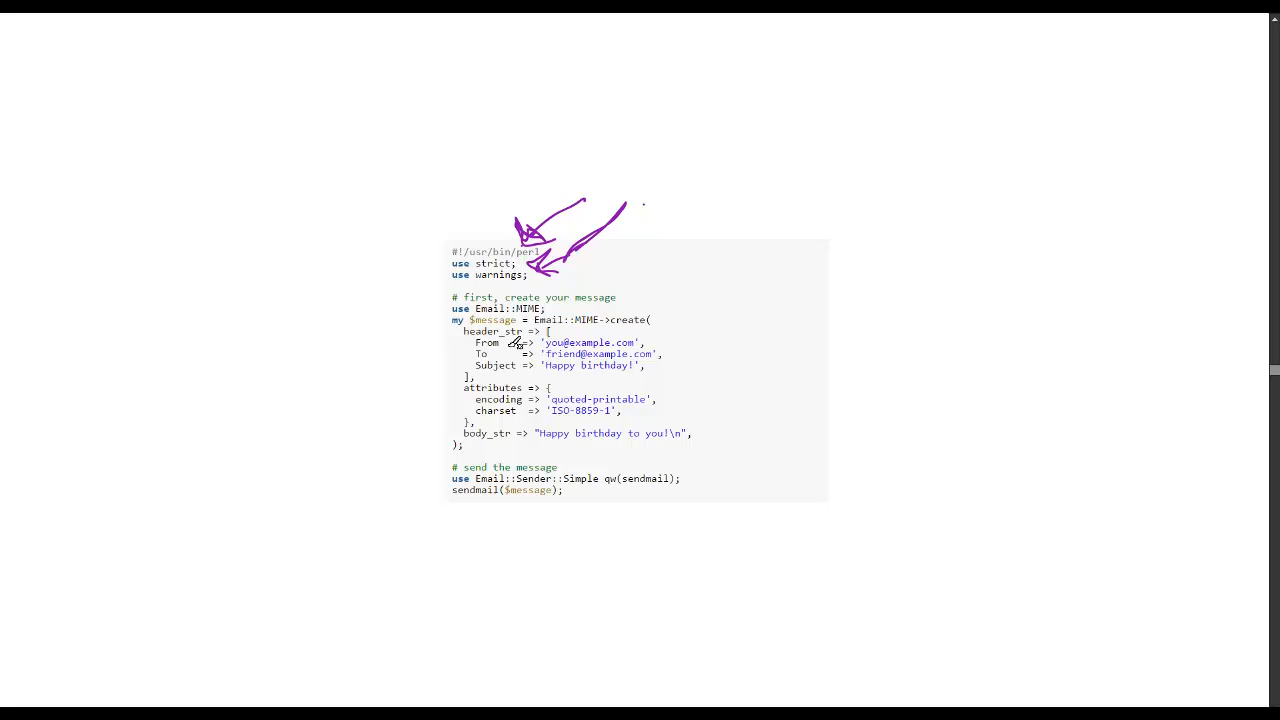 #!/usr/bin/perl
use strict;
use warnings;
# first, create your message
use Email::MIME;
my $message = Email::MIME->create(
  header_str => [
    From    => 'you@example.com',
    To      => 'friend@example.com',
    Subject => 'Happy birthday!',
  ],
  attributes => {
    encoding => 'quoted-printable',
    charset  => 'ISO-8859-1',
  },
  body_str => "Happy birthday to you!\n",
);
# send the message
use Email::Sender::Simple qw(sendmail);
sendmail($message);